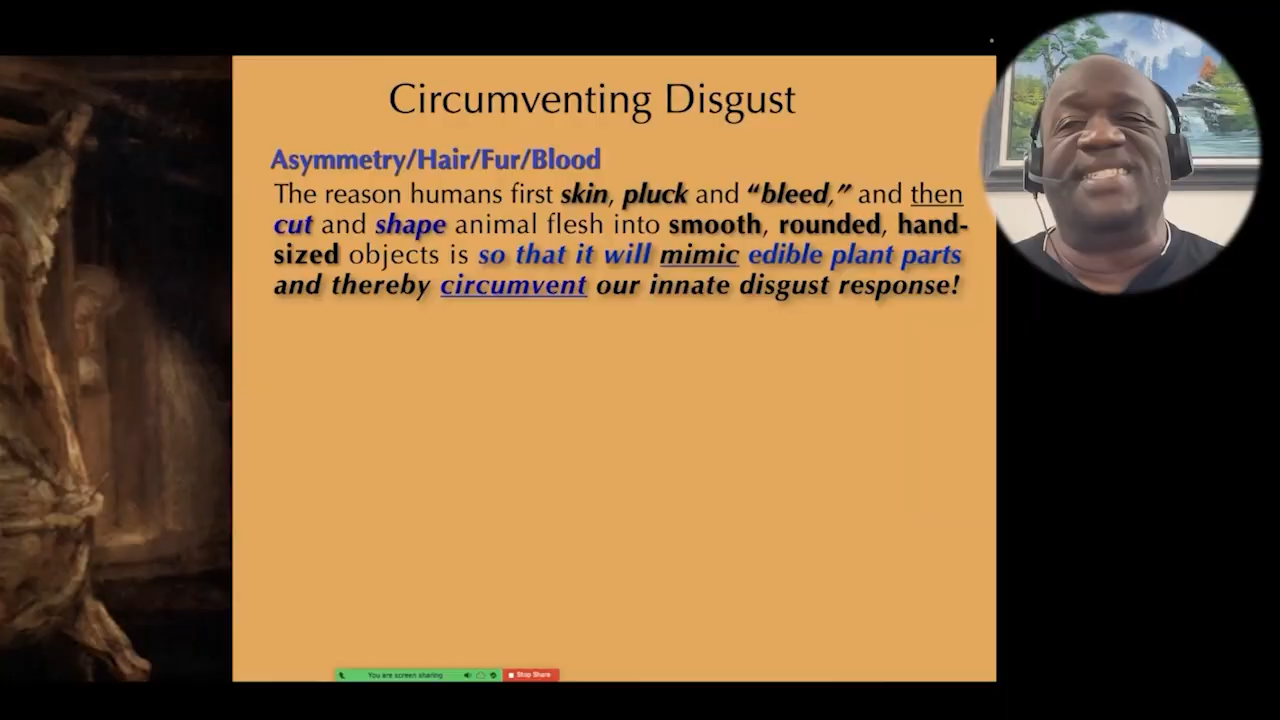 Circumventing Disgust
Asymmetry/Hair/Fur/Blood
The reason humans first skin, pluck and “bleed,” and then
cut and shape animal flesh into smooth, rounded, hand-
sized objects is so that it will mimic edible plant parts
and thereby circumvent our innate disgust response!
You are screen sharing
Stop Share